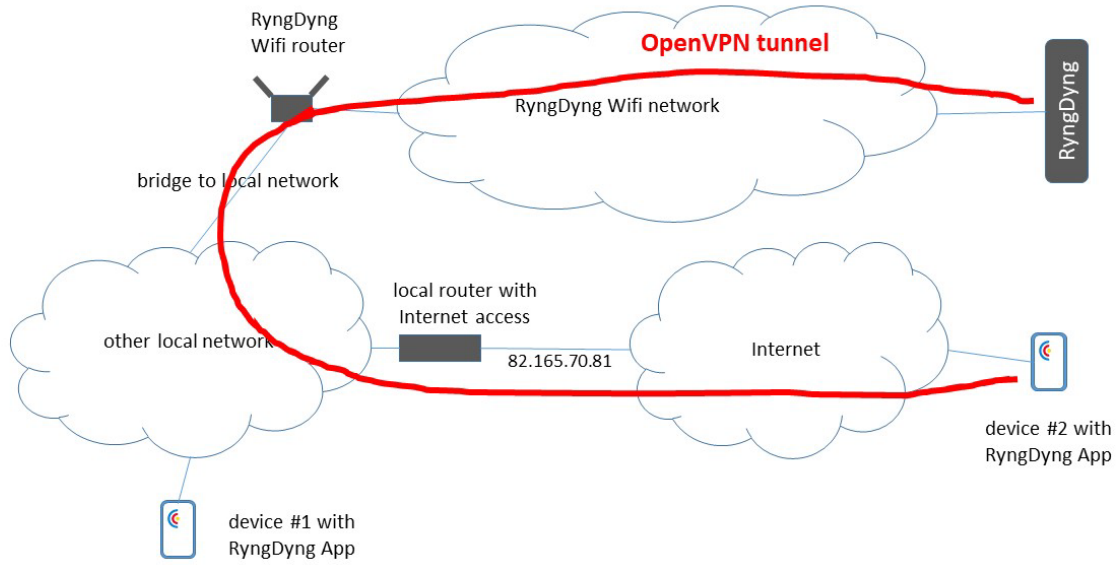 RyngDyng
Wifi router
OpenVPN tunnel
RyngDyng Wifi network
RyngDyng
bridge to local network
other local network
local router with
Internet access
82.165.70.81
Internet
device #2 with
RyngDyng App
device #1 with
RyngDyng App